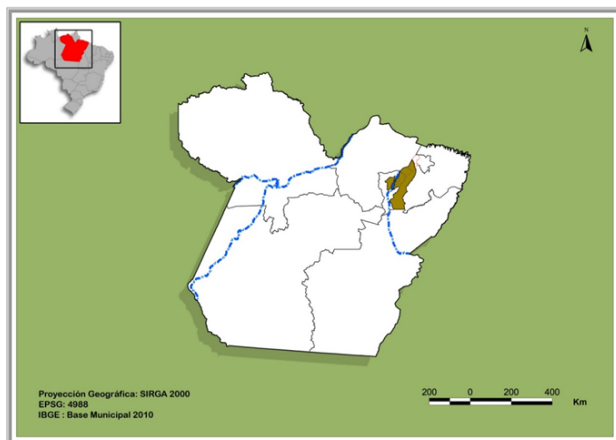 N
Proyección Geográfica: SIRGA 2000
EPSG: 4988
IBGE : Base Municipal 2010
200 0 200 400
Km